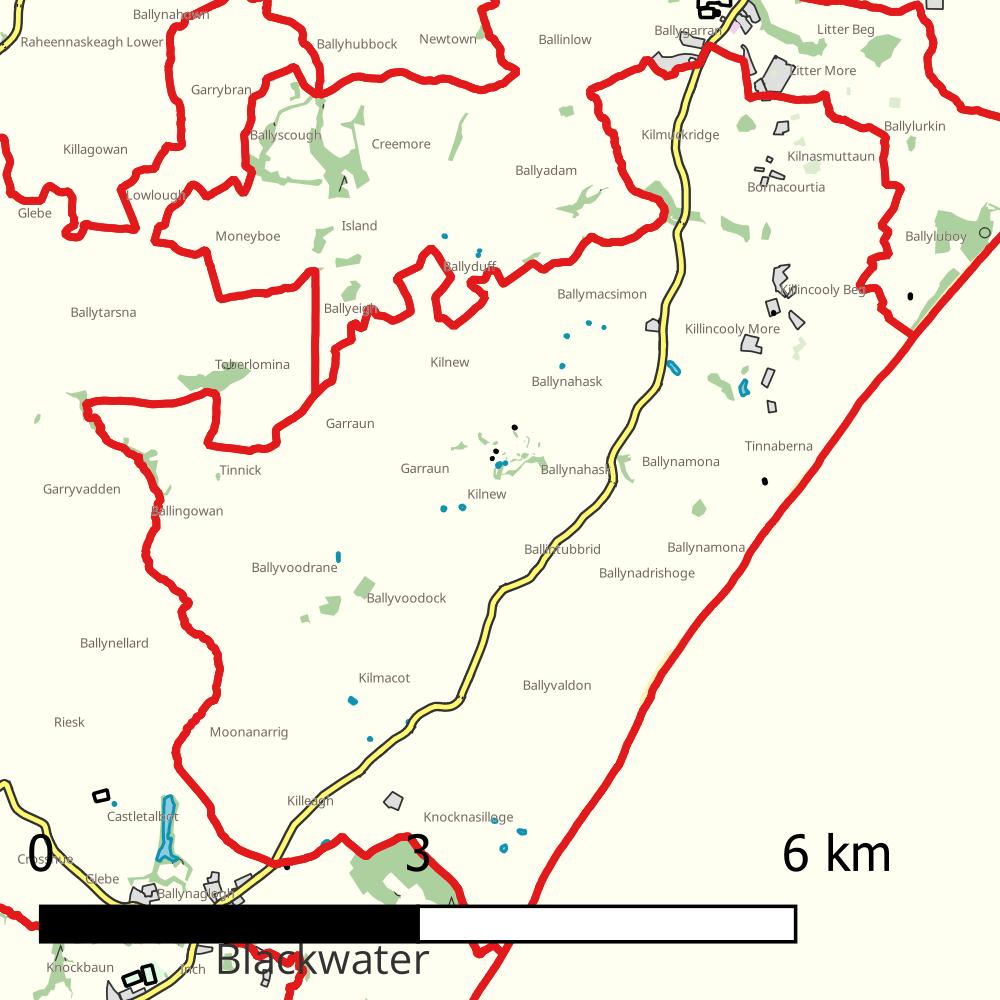 Ballynahown
Raheennaskeagh Lower
Ballyhubbock
Newtown
Ballinlow
Ballygarran
Litter Beg
Litter More
Garrybran
Ballyscough
Creemore
Kilmuckridge
Ballylurkin
Killagowan
Kilnasmuttaun
Lowlough
Ballyadam
Bornacourtia
Glebe
Moneyboe
Island
Ballyluboy
Ballyduff
Ballymacsimon
Killincooly Beg
Ballytarsna
Ballyeigh
Killincooly More
Toberlomina
Kilnew
Ballynahask
Garraun
Tinnaberna
Tinnick
Garraun
Ballynahask
Ballynamona
Garryvadden
Kilnew
Ballingowan
Ballintubbrid
Ballynamona
Ballyvoodrane
Ballynadrishoge
Ballyvoodock
Ballynellard
Kilmacot
Ballyvaldon
Riesk
Moonanarrig
Killeagh
Castletalbot
Knocknasilloge
0
3
6 km
Crosshue
Glebe
Ballynaglogh
Blackwater
Knockbaun
Inch